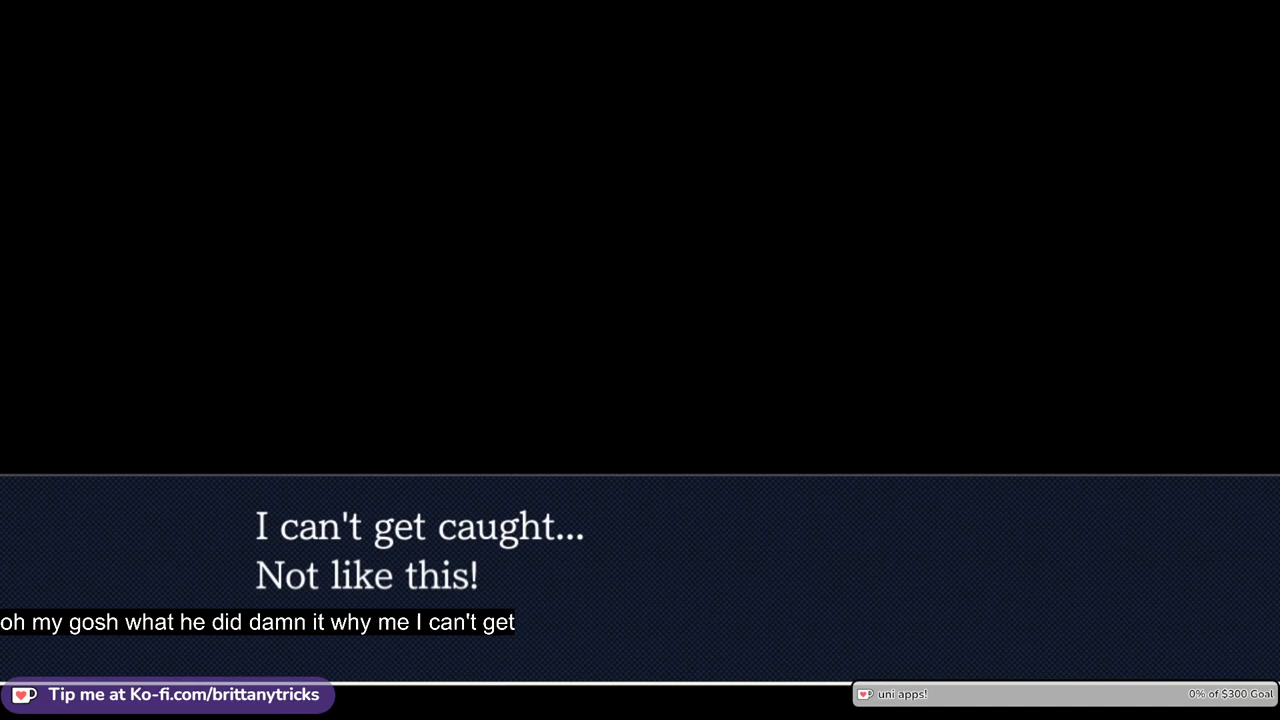 I can't get caught...
Not like this!
oh my gosh what he did damn it why me I can't get
Tip me at Ko-fi.com/brittanytricks
uni apps!
0% of $300 Goal